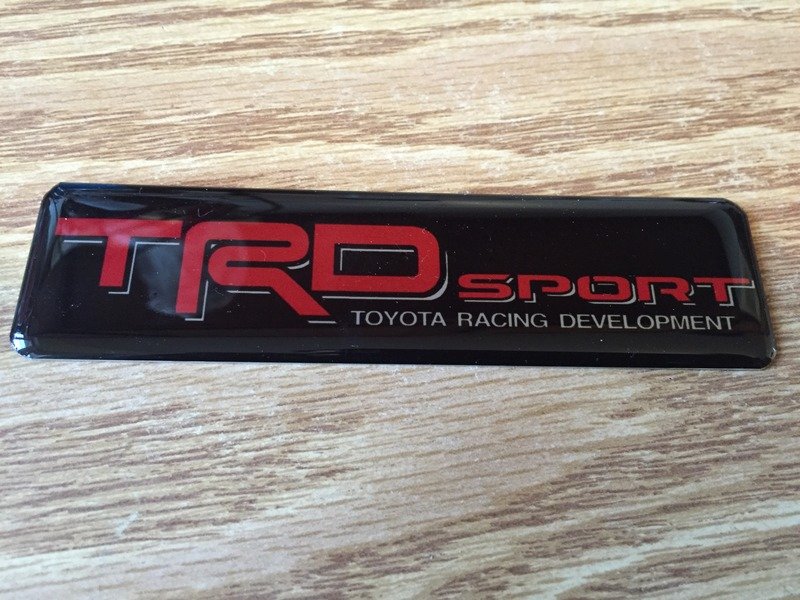 TRD SPORT
TOYOTA RACING DEVELOPMENT